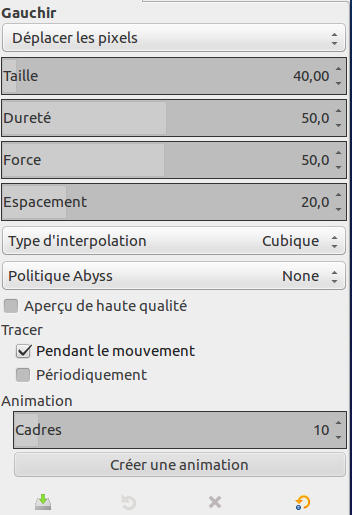 Gauchir
Déplacer les pixels
Taille 40,00
Dureté 50,0
Force 50,0
Espacement 20,0
Type d'interpolation Cubique
Politique Abyss None
Aperçu de haute qualité
Tracer
Pendant le mouvement
Périodiquement
Animation
Cadres 10
Créer une animation